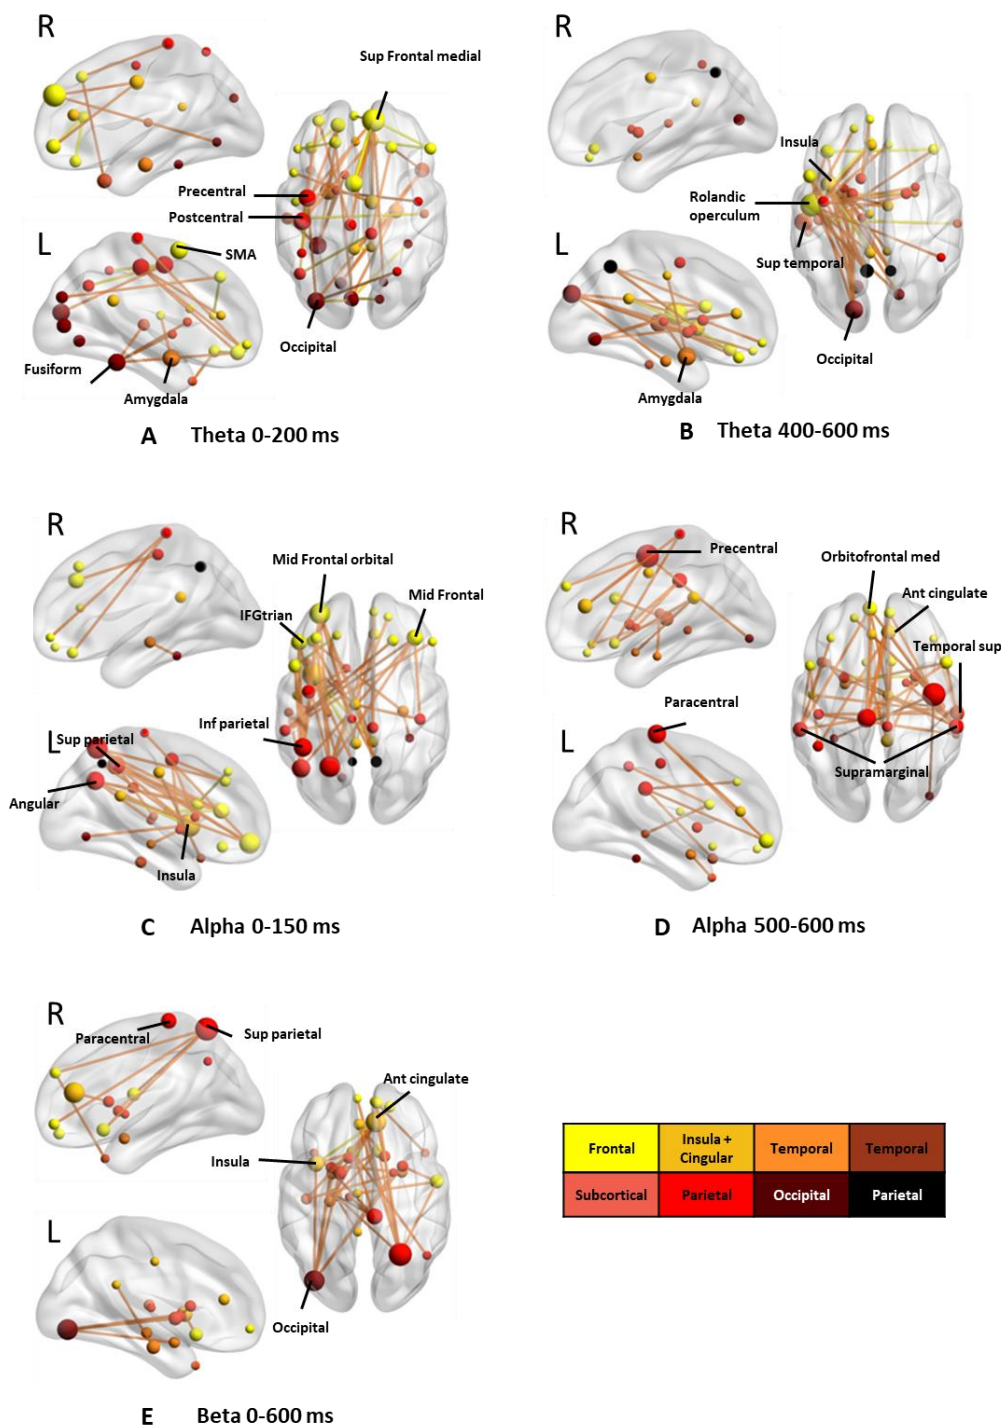 R
Sup Frontal medial
Precentral
Postcentral
L
SMA
Occipital
Fusiform
Amygdala
A Theta 0-200 ms
R
Insula
Rolandic
operculum
L
Sup temporal
Occipital
Amygdala
B Theta 400-600 ms
R
Mid Frontal orbital
Mid Frontal
IFGtrian
Inf parietal
L
Sup parietal
Angular
Insula
C Alpha 0-150 ms
R
Precentral
Orbitofrontal med
Ant cingulate
Temporal sup
Paracentral
L
Supramarginal
D Alpha 500-600 ms
R
Paracentral
Sup parietal
Ant cingulate
Insula
L
Occipital
E Beta 0-600 ms
Frontal
Insula +
Cingular
Temporal
Temporal
Subcortical
Parietal
Occipital
Parietal